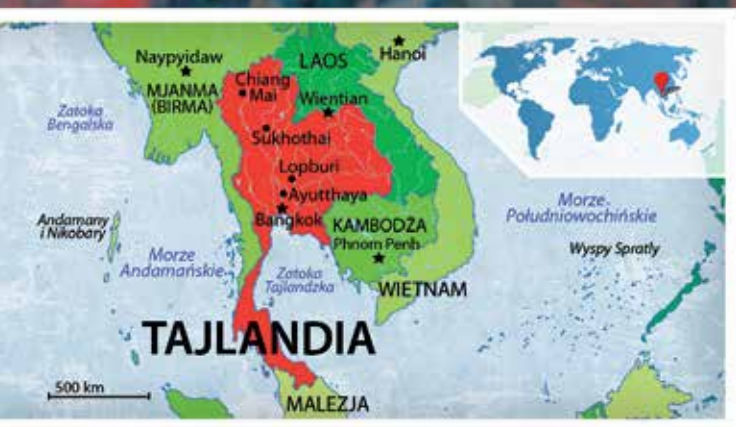 Naypyidaw
MJANMA
(BIRMA)
LAOS
Hanoi
Chiang
Mai
Wientian
Zatoka
Bengalska
Sukhothai
Lopburi
Ayutthaya
Bangkok
KAMBODŻA
Phnom Penh
Morze
Południowochińskie
Andamany
i Nikobary
Morze
Andamańskie
Zatoka
Tajlandzka
Wyspy Spratly
WIETNAM
TAJLANDIA
500 km
MALEZJA